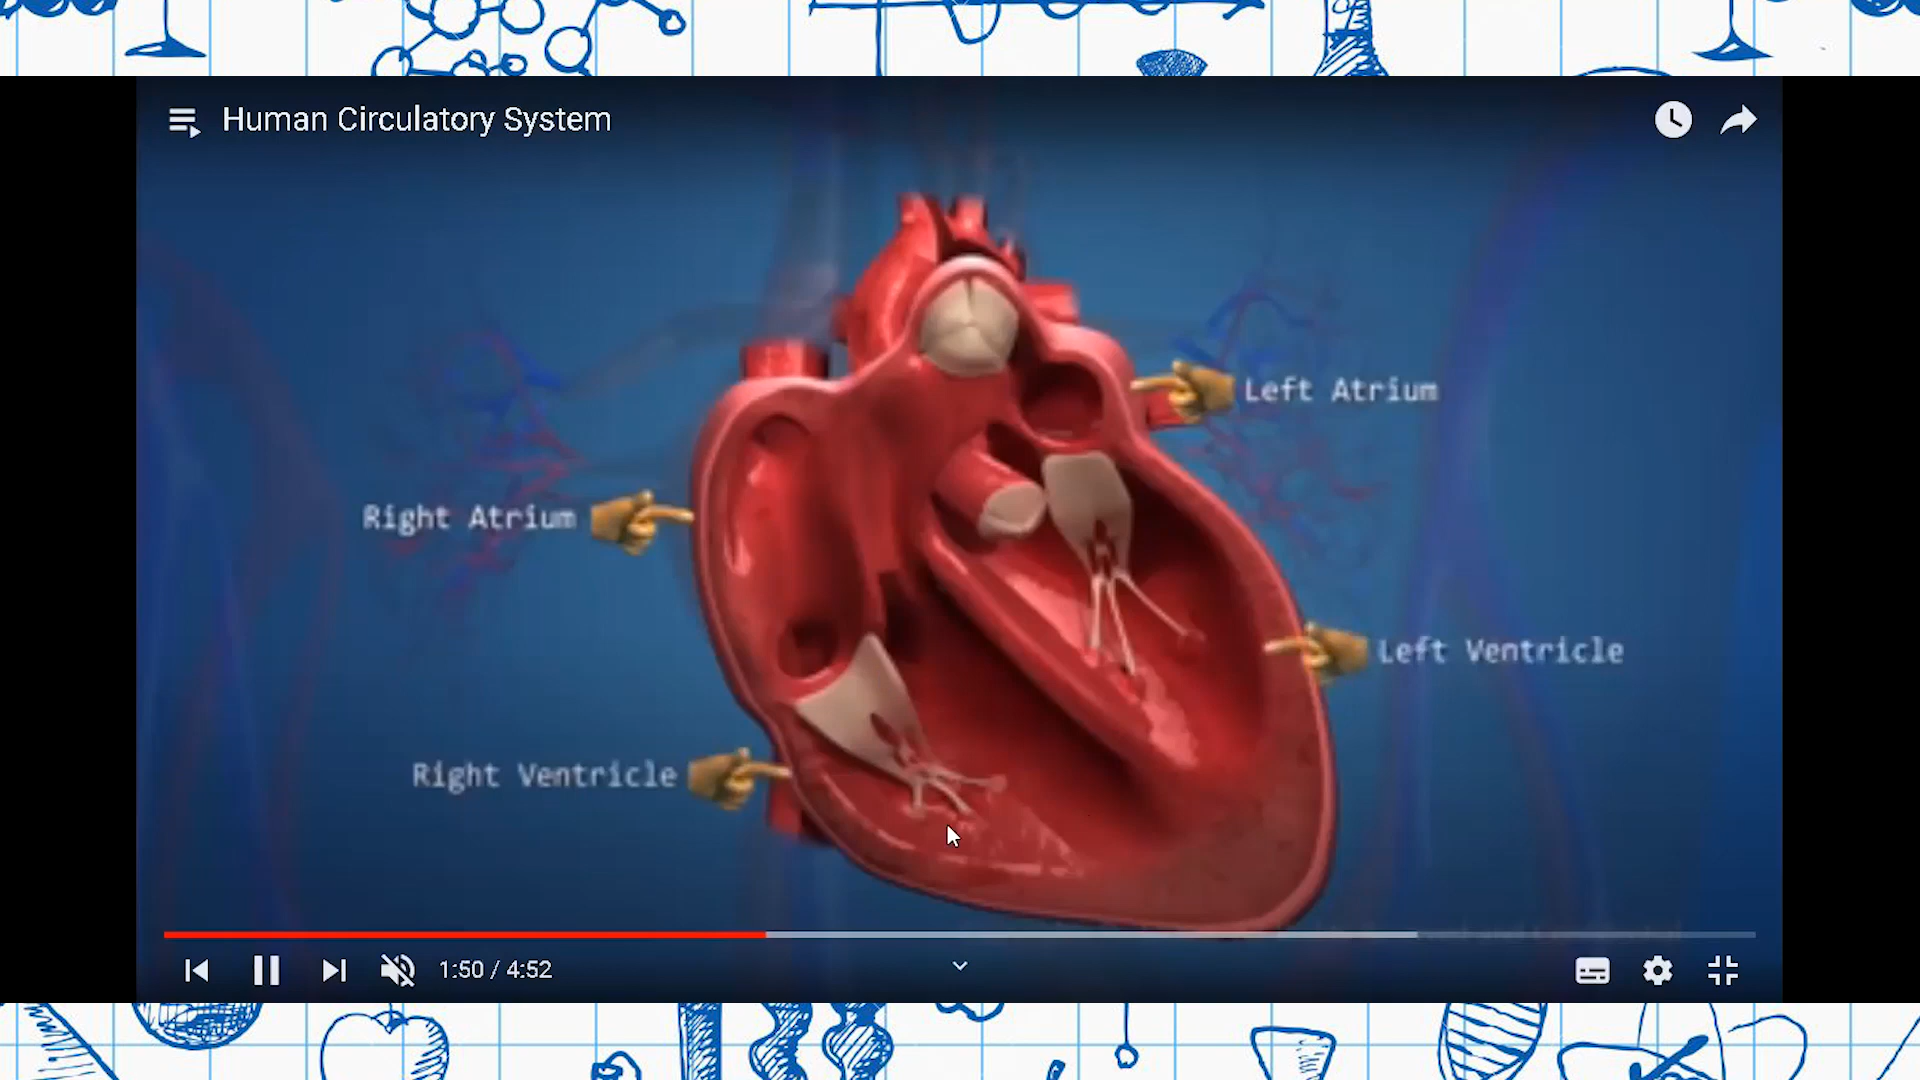 Human Circulatory System
Left Atrium
Right Atrium
Left Ventricle
Right Ventricle
1:50 / 4:52